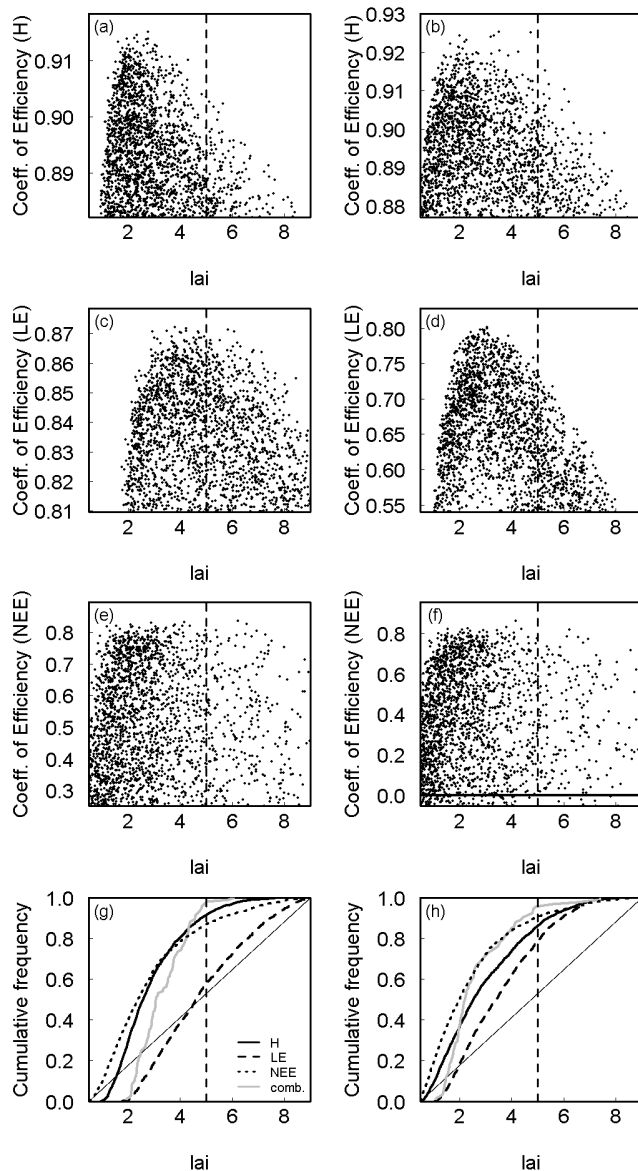 (a)
Coeff. of Efficiency (H)
0.91
0.90
0.89
2 4 6 8
lai
(b)
Coeff. of Efficiency (H)
0.93
0.92
0.91
0.90
0.89
0.88
2 4 6 8
lai
(c)
Coeff. of Efficiency (LE)
0.87
0.86
0.85
0.84
0.83
0.82
0.81
2 4 6 8
lai
(d)
Coeff. of Efficiency (LE)
0.80
0.75
0.70
0.65
0.60
0.55
2 4 6 8
lai
(e)
Coeff. of Efficiency (NEE)
0.8
0.7
0.6
0.5
0.4
0.3
2 4 6 8
lai
(f)
Coeff. of Efficiency (NEE)
0.8
0.6
0.4
0.2
0.0
2 4 6 8
lai
(g)
Cumulative frequency
1.0
0.8
0.6
0.4
0.2
0.0
H
LE
NEE
comb.
2 4 6 8
lai
(h)
Cumulative frequency
1.0
0.8
0.6
0.4
0.2
0.0
2 4 6 8
lai